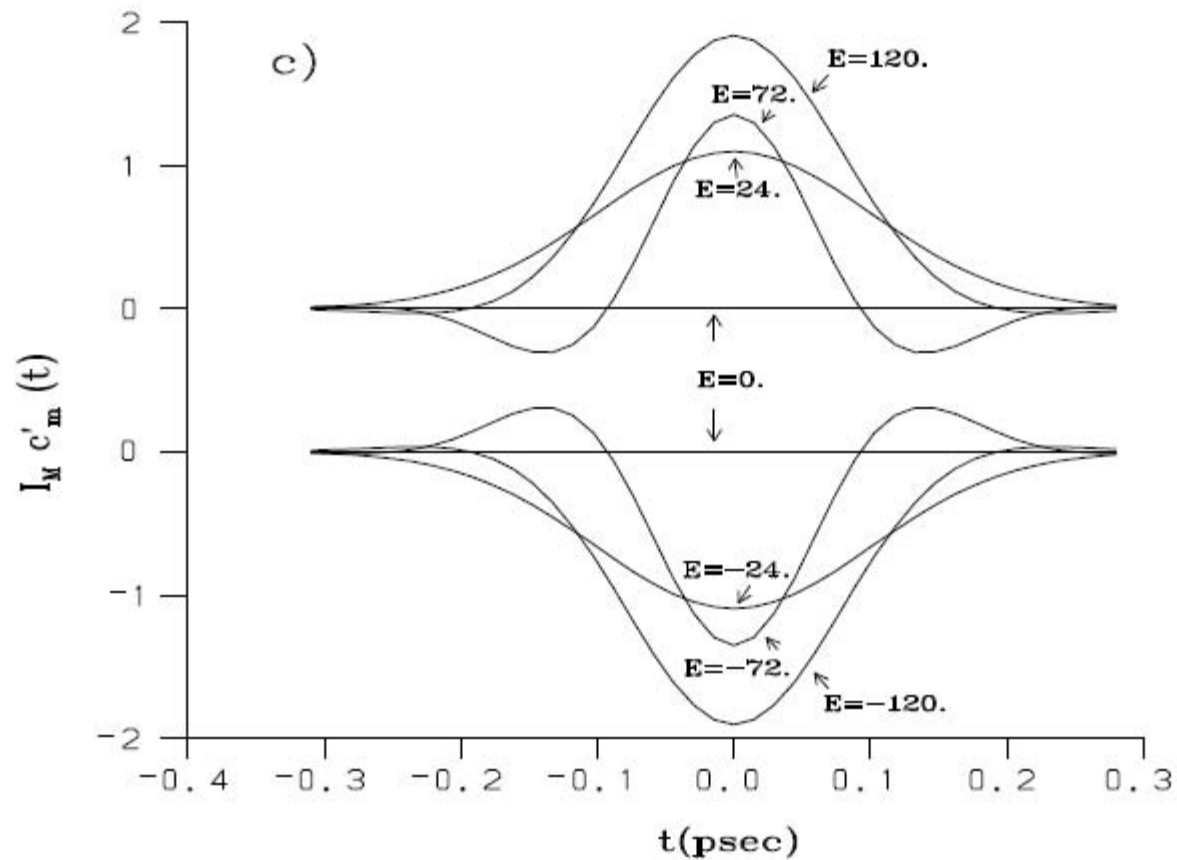 c)
2
1
0
0
-1
-2
E=120.
E=72.
E=24.
E=0.
E=-24.
E=-72.
E=-120.
I_M c'_m (t)
-0.4 -0.3 -0.2 -0.1 0.0 0.1 0.2 0.3
t(psec)